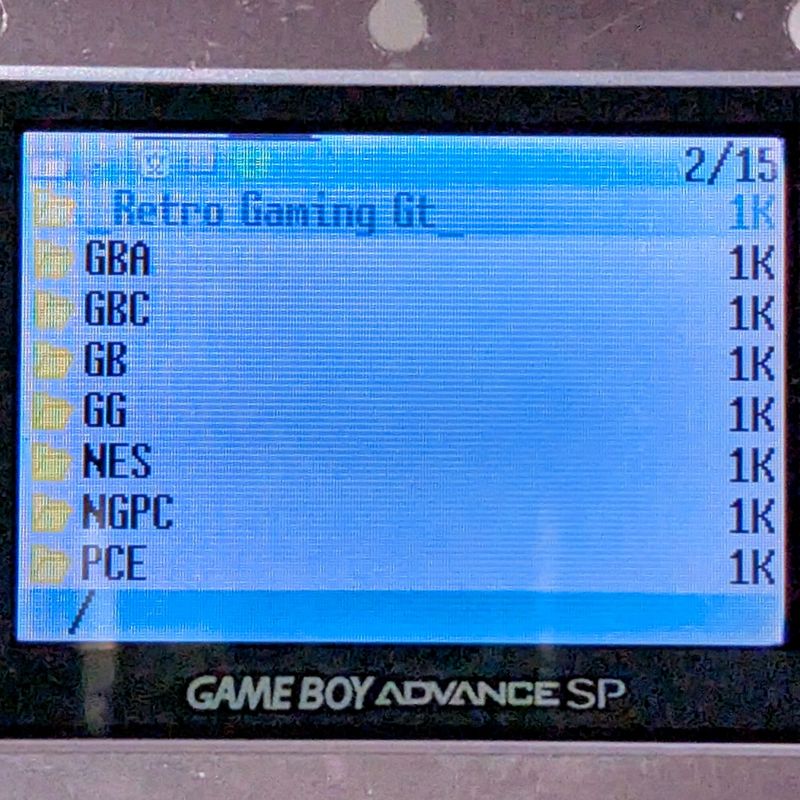 2/15
_Retro Gaming Gt_ 1K
GBA 1K
GBC 1K
GB 1K
GG 1K
NES 1K
NGPC 1K
PCE 1K
/
GAME BOY ADVANCE SP